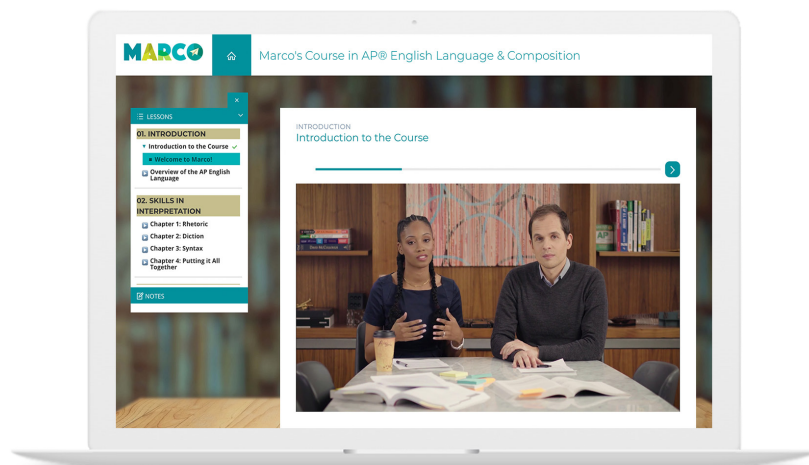 MARCO
Marco's Course in AP® English Language & Composition
x
LESSONS
01. INTRODUCTION
Introduction to the Course
Welcome to Marco!
Overview of the AP English
Language
02. SKILLS IN
INTERPRETATION
Chapter 1: Rhetoric
Chapter 2: Diction
Chapter 3: Syntax
Chapter 4: Putting it All
Together
NOTES
INTRODUCTION
Introduction to the Course
AP